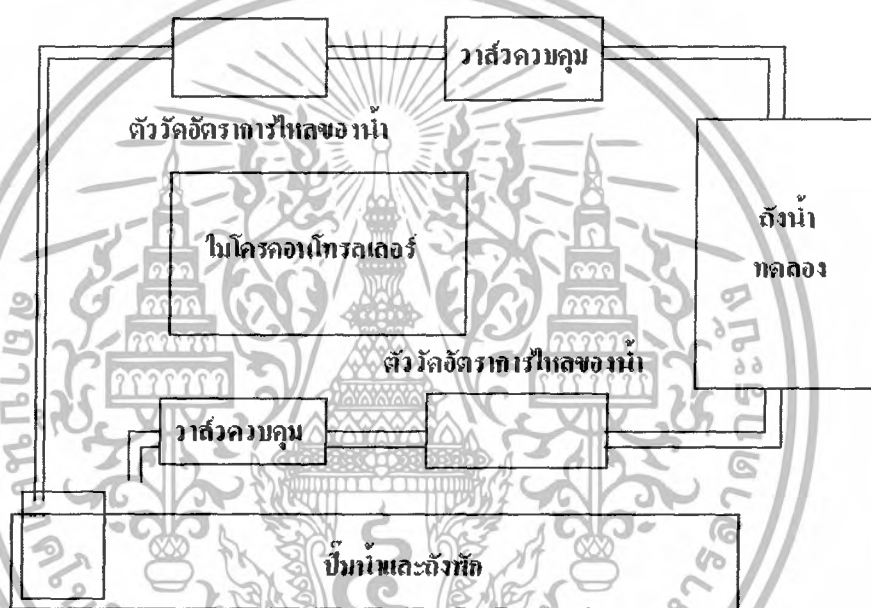 วาล์วควบคุม
ตัววัดอัตราการไหลของน้ำ
ถังน้ำ
ทดลอง
ไมโครคอนโทรลเลอร์
ตัววัดอัตราการไหลของน้ำ
วาล์วควบคุม
ปั๊มน้ำและถังพัก